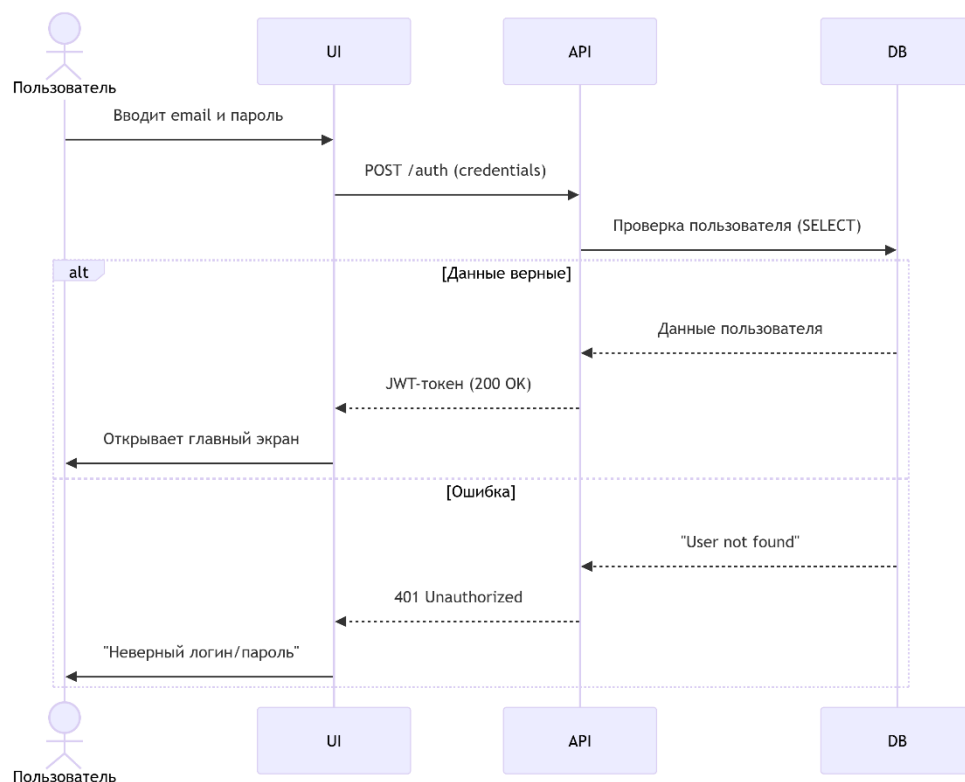 Пользователь
UI
API
DB
Вводит email и пароль
POST /auth (credentials)
Проверка пользователя (SELECT)
alt
[Данные верные]
Данные пользователя
JWT-токен (200 OK)
Открывает главный экран
[Ошибка]
"User not found"
401 Unauthorized
"Неверный логин/пароль"
Пользователь
UI
API
DB